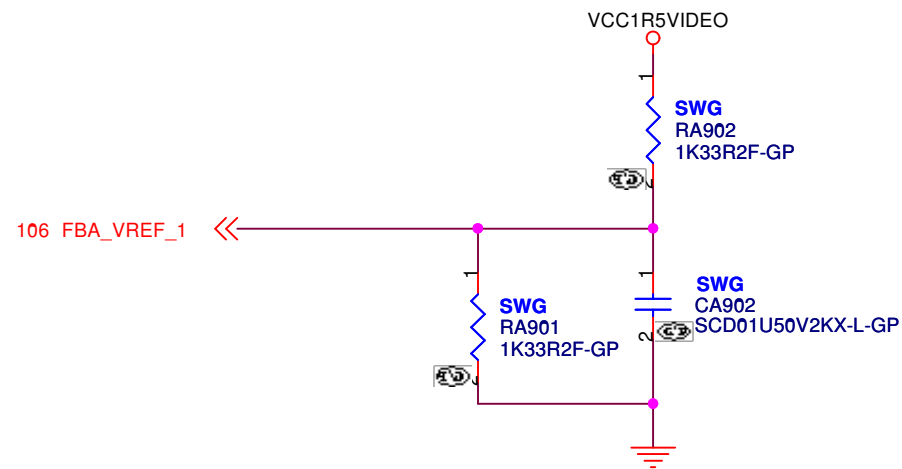 VCC1R5VIDEO
1
SWG
RA902
1K33R2F-GP
2
106 FBA_VREF_1
1
SWG
RA901
1K33R2F-GP
2
1
SWG
CA902
SCD01U50V2KX-L-GP
2